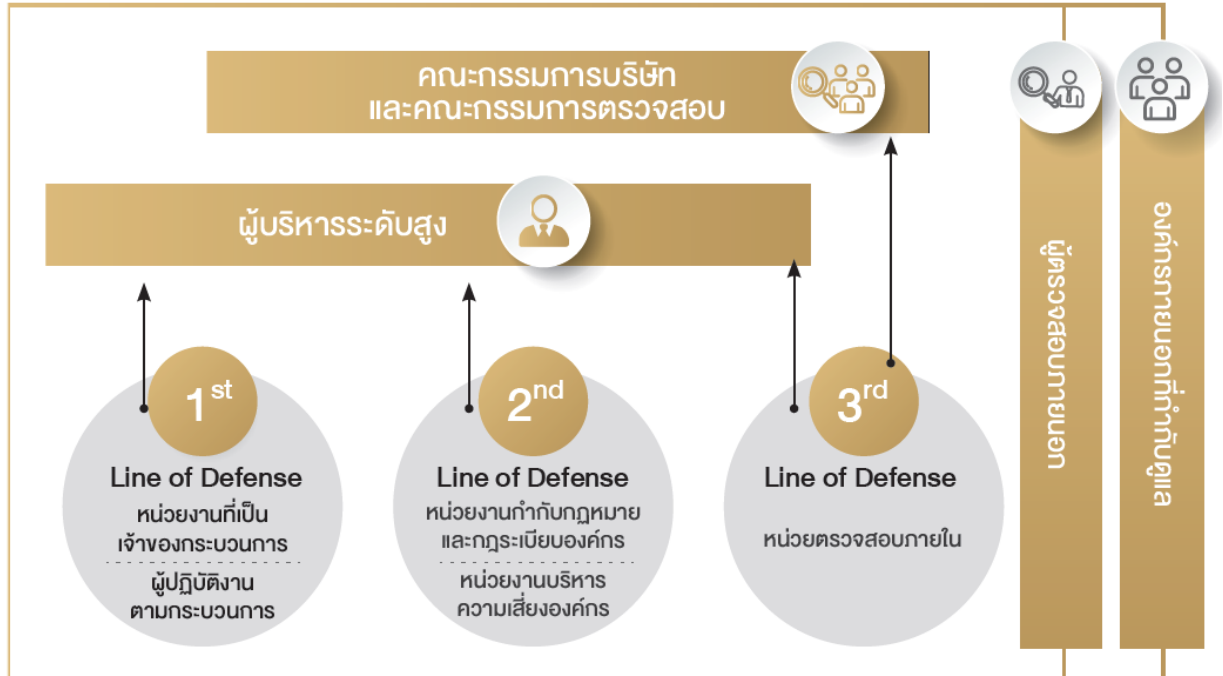 คณะกรรมการบริษัท
และคณะกรรมการตรวจสอบ
ผู้บริหารระดับสูง
1st
Line of Defense
หน่วยงานที่เป็น
เจ้าของกระบวนการ
ผู้ปฏิบัติงาน
ตามกระบวนการ
2nd
Line of Defense
หน่วยงานกำกับกฎหมาย
และกฎระเบียบองค์กร
หน่วยงานบริหาร
ความเสี่ยงองค์กร
3rd
Line of Defense
หน่วยตรวจสอบภายใน
ผู้ตรวจสอบภายนอก
องค์กรภายนอกที่กำกับดูแล